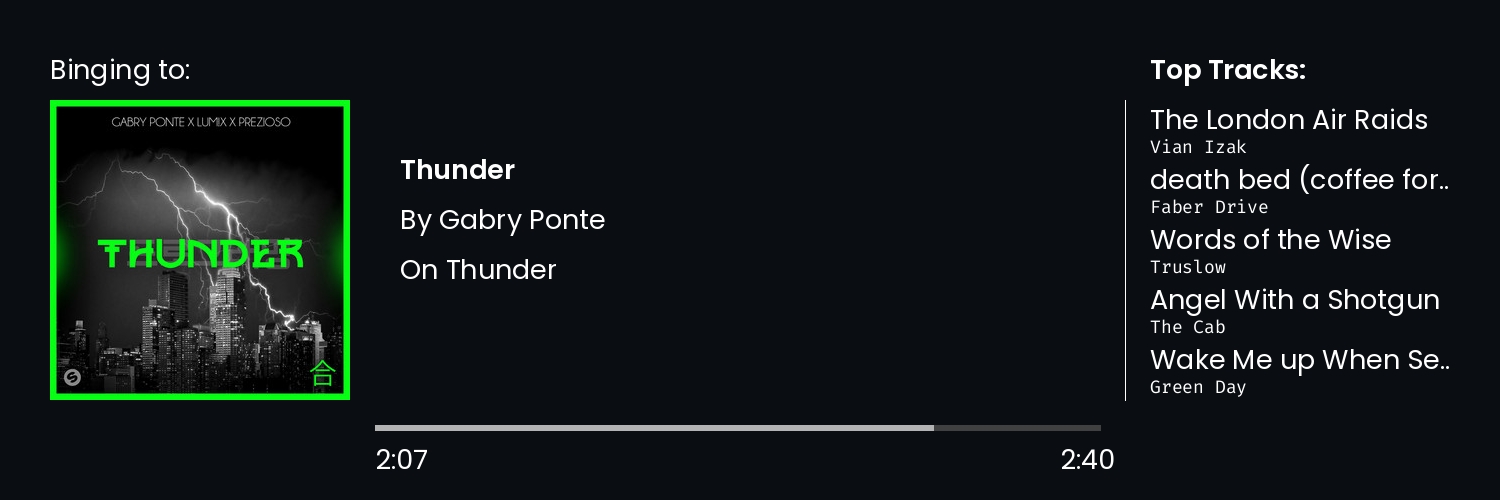 Binging to:
GABRY PONTE X LUMIX X PREZIOSO
THUNDER
合
Thunder
By Gabry Ponte
On Thunder
2:07
2:40
Top Tracks:
The London Air Raids
Vian Izak
death bed (coffee for..
Faber Drive
Words of the Wise
Truslow
Angel With a Shotgun
The Cab
Wake Me up When Se..
Green Day